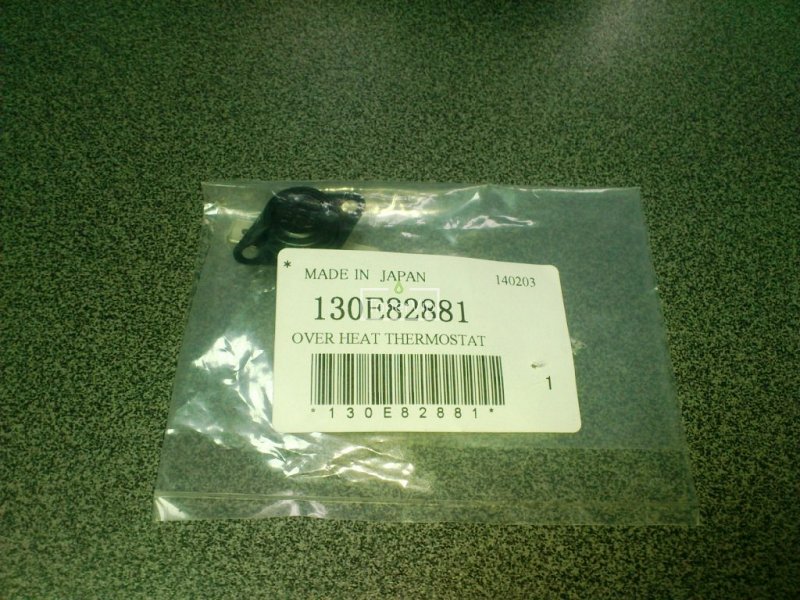 * MADE IN JAPAN 140203
130E82881
OVER HEAT THERMOSTAT
1
*130E82881*